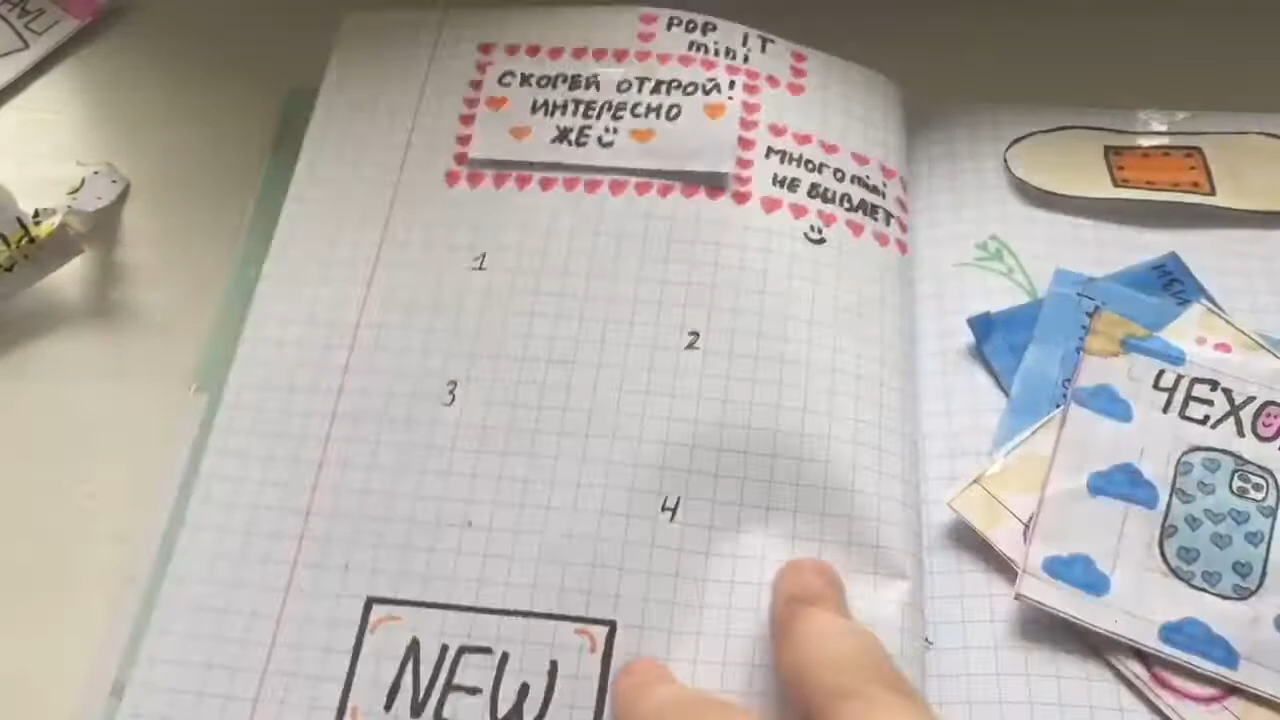 POP IT
mini
СКОРЕЙ ОТКРОЙ!
ИНТЕРЕСНО
ЖЕ
МНОГО mini
НЕ БЫВАЕТ
1
2
3
4
NEW
ЧЕХО